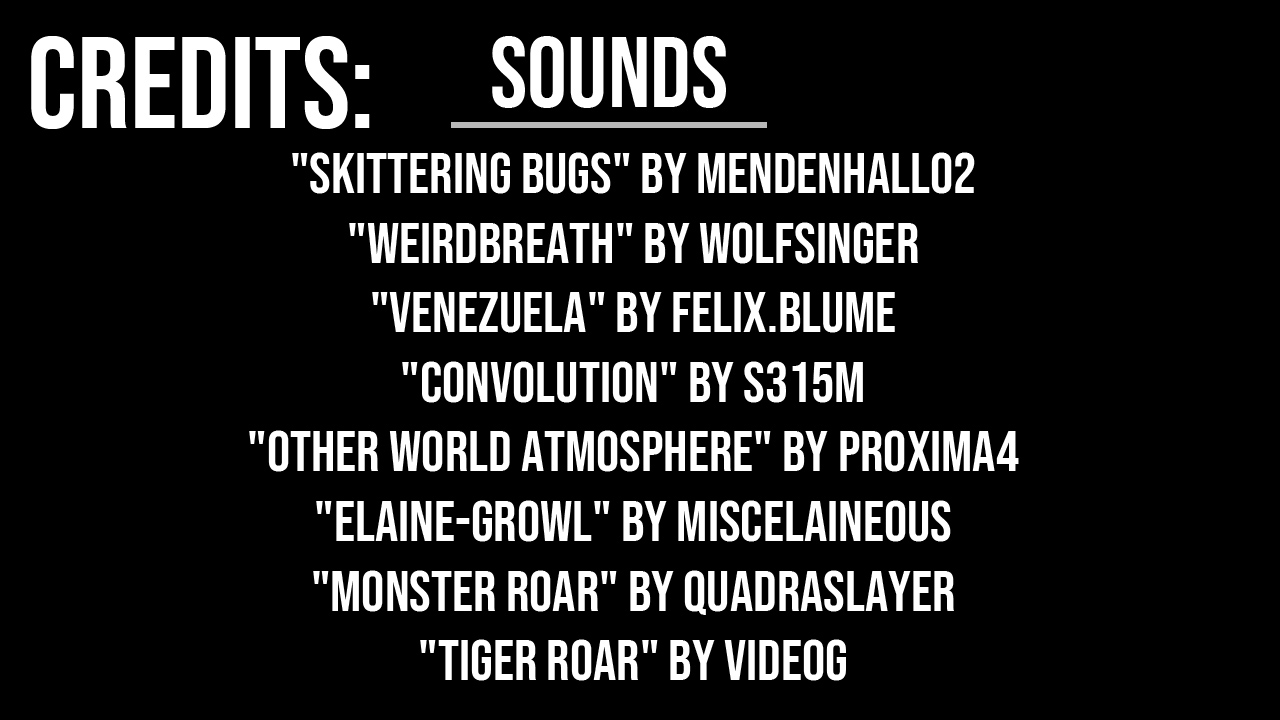 CREDITS: SOUNDS
"SKITTERING BUGS" BY MENDENHALL02
"WEIRDBREATH" BY WOLFSINGER
"VENEZUELA" BY FELIX.BLUME
"CONVOLUTION" BY S315M
"OTHER WORLD ATMOSPHERE" BY PROXIMA4
"ELAINE-GROWL" BY MISCELAINEOUS
"MONSTER ROAR" BY QUADRASLAYER
"TIGER ROAR" BY VIDEOG